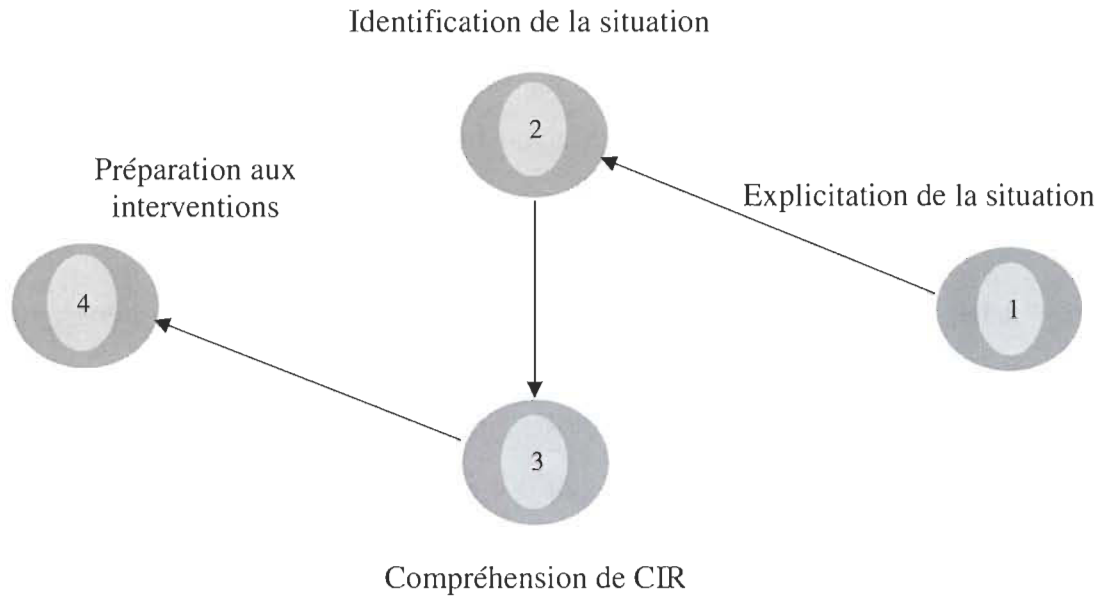 Identification de la situation
2
Préparation aux
interventions
Explicitation de la situation
4
1
3
Compréhension de CIR